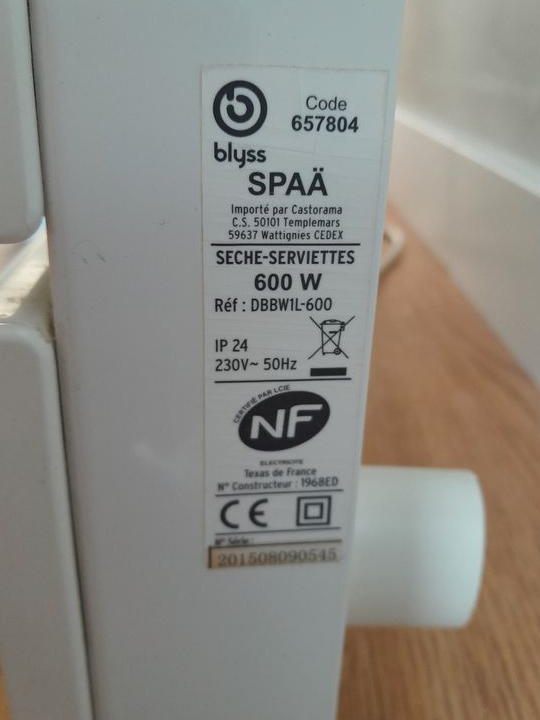 Code
657804
blyss
SPAÄ
Importé par Castorama
C.S. 50101 Templemars
59637 Wattignies CEDEX
SECHE-SERVIETTES
600 W
Réf : DBBW1L-600
IP 24
230V~ 50Hz
CERTIFIÉ PAR LCIE
NF
ELECTRICITE
Texas de France
N° Constructeur : 1968ED
CE
N° Série :
201508090545